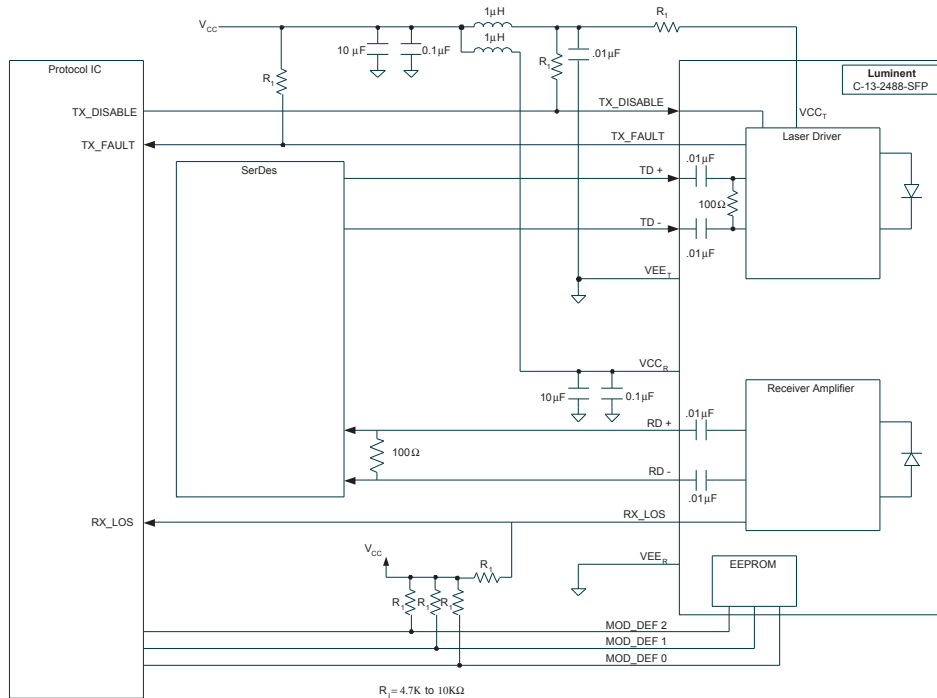 1µH
R1
VCC
1µH
10 µF
0.1µF
.01µF
R1
R1
Protocol IC
Luminent
C-13-2488-SFP
TX_DISABLE
TX_DISABLE
VCCT
TX_FAULT
TX_FAULT
Laser Driver
SerDes
.01µF
TD +
100Ω
TD -
.01µF
VEET
VCCR
10µF
0.1µF
Receiver Amplifier
.01µF
RD +
100Ω
RD -
.01µF
RX_LOS
RX_LOS
VCC
R1
VEER
EEPROM
R1
R1
R1
MOD_DEF 2
MOD_DEF 1
MOD_DEF 0
R1= 4.7K to 10KΩ